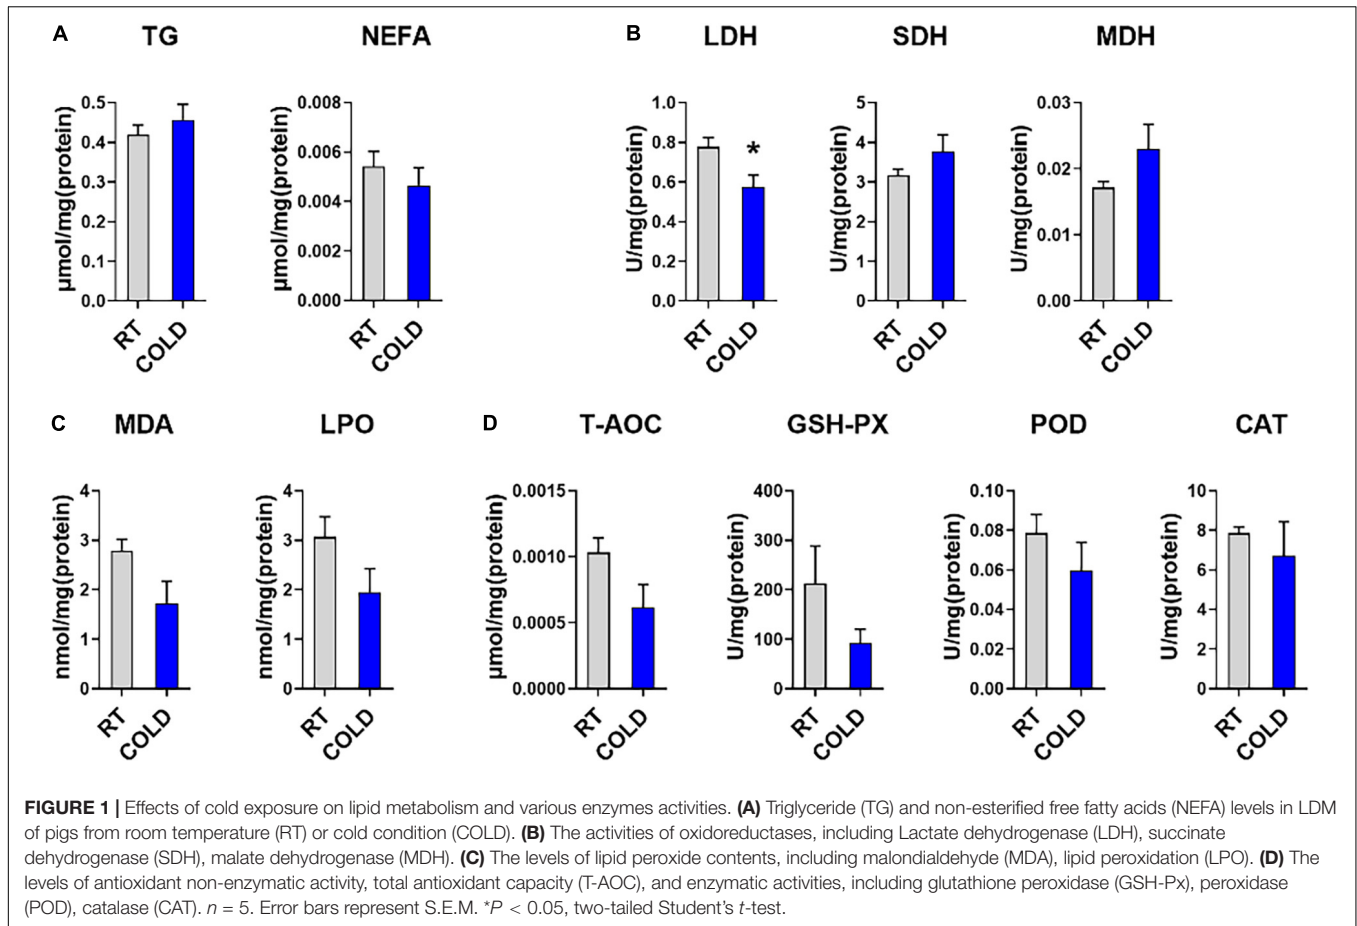 A
TG
NEFA
B
LDH
SDH
MDH
µmol/mg(protein)
0.5
0.4
0.3
0.2
0.1
0.0
RT
COLD
µmol/mg(protein)
0.008
0.006
0.004
0.002
0.000
RT
COLD
U/mg(protein)
1.0
0.8
0.6
0.4
0.2
0.0
*
RT
COLD
U/mg(protein)
5
4
3
2
1
0
RT
COLD
U/mg(protein)
0.03
0.02
0.01
0.00
RT
COLD
C
MDA
LPO
D
T-AOC
GSH-PX
POD
CAT
nmol/mg(protein)
4
3
2
1
0
RT
COLD
nmol/mg(protein)
4
3
2
1
0
RT
COLD
µmol/mg(protein)
0.0015
0.0010
0.0005
0.0000
RT
COLD
U/mg(protein)
400
300
200
100
0
RT
COLD
U/mg(protein)
0.10
0.08
0.06
0.04
0.02
0.00
RT
COLD
U/mg(protein)
10
8
6
4
2
0
RT
COLD
FIGURE 1 | Effects of cold exposure on lipid metabolism and various enzymes activities. (A) Triglyceride (TG) and non-esterified free fatty acids (NEFA) levels in LDM
of pigs from room temperature (RT) or cold condition (COLD). (B) The activities of oxidoreductases, including Lactate dehydrogenase (LDH), succinate
dehydrogenase (SDH), malate dehydrogenase (MDH). (C) The levels of lipid peroxide contents, including malondialdehyde (MDA), lipid peroxidation (LPO). (D) The
levels of antioxidant non-enzymatic activity, total antioxidant capacity (T-AOC), and enzymatic activities, including glutathione peroxidase (GSH-Px), peroxidase
(POD), catalase (CAT). n = 5. Error bars represent S.E.M. *P < 0.05, two-tailed Student's t-test.